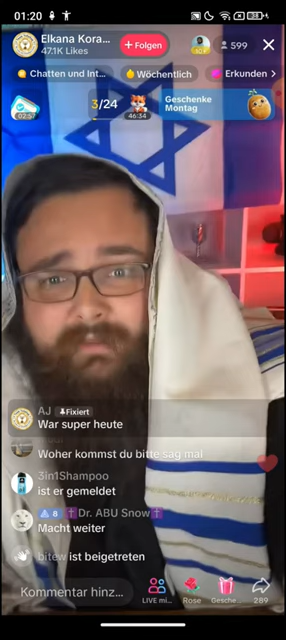 01:20
Elkana Kora...
47.1K Likes
+ Folgen
599
Chatten und Int...
Wöchentlich
Erkunden >
02:57
3/24
46:34
Geschenke
Montag
AJ Fixiert
War super heute
Woher kommst du bitte sag mal
3in1Shampoo
ist er gemeldet
8 Dr. ABU Snow
Macht weiter
bitew ist beigetreten
Kommentar hinz...
LIVE mi...
Rose
Gesche...
289